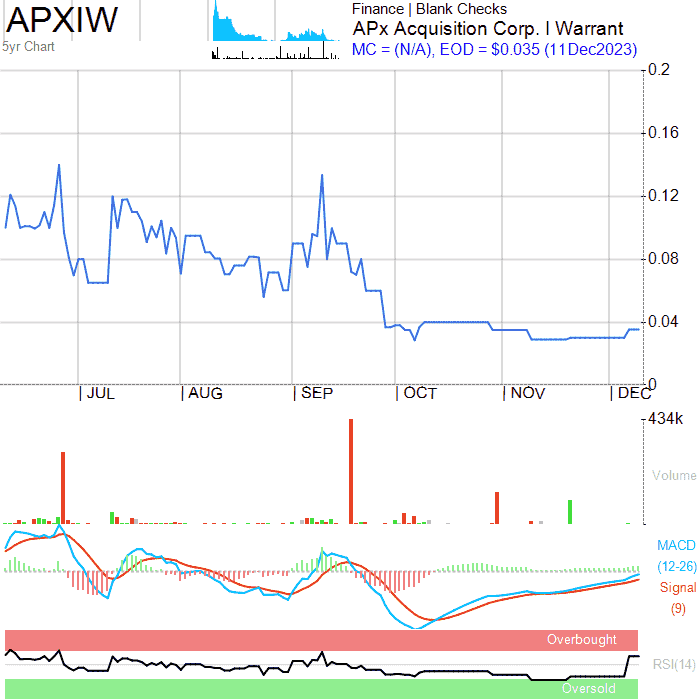 APXIW
5yr Chart
Finance | Blank Checks
APx Acquisition Corp. I Warrant
MC = (N/A), EOD = $0.035 (11Dec2023)
0.2
0.16
0.12
0.08
0.04
0
| JUL | AUG | SEP | OCT | NOV | DEC
434k
Volume
MACD
(12-26)
Signal
(9)
Overbought
RSI(14)
Oversold